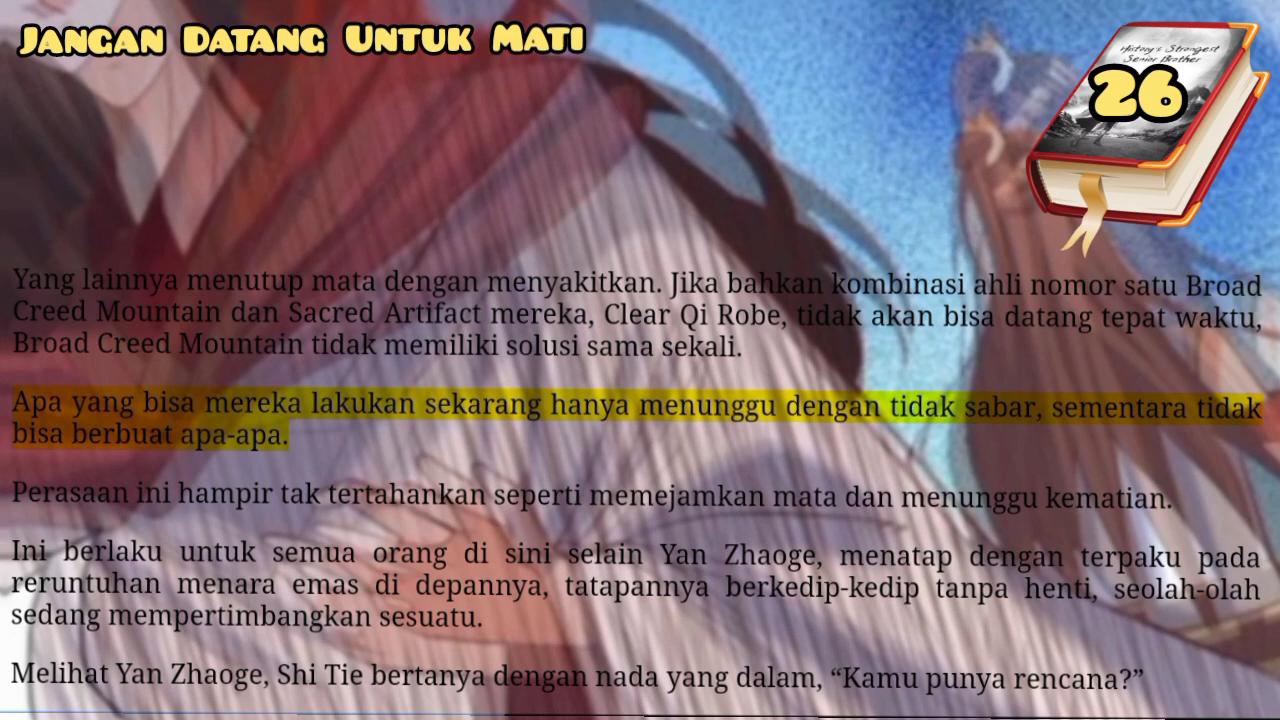 Jangan Datang Untuk Mati
History's Strongest
Senior Brother
26
Yang lainnya menutup mata dengan menyakitkan. Jika bahkan kombinasi ahli nomor satu Broad
Creed Mountain dan Sacred Artifact mereka, Clear Qi Robe, tidak akan bisa datang tepat waktu,
Broad Creed Mountain tidak memiliki solusi sama sekali.
Apa yang bisa mereka lakukan sekarang hanya menunggu dengan tidak sabar, sementara tidak
bisa berbuat apa-apa.
Perasaan ini hampir tak tertahankan seperti memejamkan mata dan menunggu kematian.
Ini berlaku untuk semua orang di sini selain Yan Zhaoge, menatap dengan terpaku pada
reruntuhan menara emas di depannya, tatapannya berkedip-kedip tanpa henti, seolah-olah
sedang mempertimbangkan sesuatu.
Melihat Yan Zhaoge, Shi Tie bertanya dengan nada yang dalam, “Kamu punya rencana?”